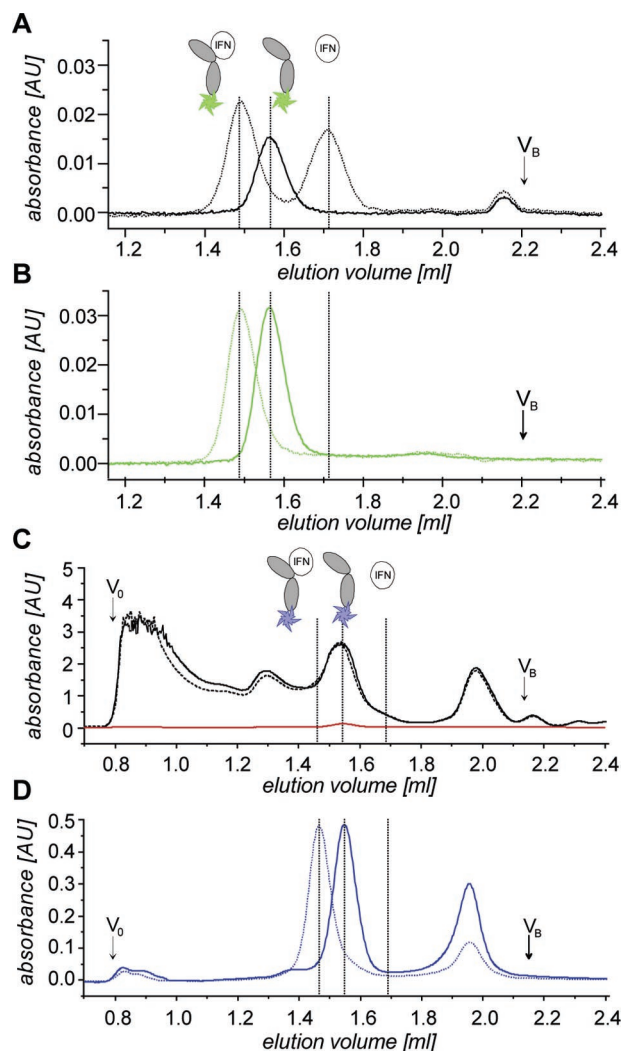 A
IFN
IFN
absorbance [AU]
0.03
0.02
0.01
0.00
V_B
1.2 1.4 1.6 1.8 2.0 2.2 2.4
elution volume [ml]
B
absorbance [AU]
0.03
0.02
0.01
0.00
V_B
1.2 1.4 1.6 1.8 2.0 2.2 2.4
elution volume [ml]
C
IFN
IFN
absorbance [AU]
5
4
3
2
1
0
V_0
V_B
0.8 1.0 1.2 1.4 1.6 1.8 2.0 2.2 2.4
elution volume [ml]
D
absorbance [AU]
0.5
0.4
0.3
0.2
0.1
0.0
V_0
V_B
0.8 1.0 1.2 1.4 1.6 1.8 2.0 2.2 2.4
elution volume [ml]